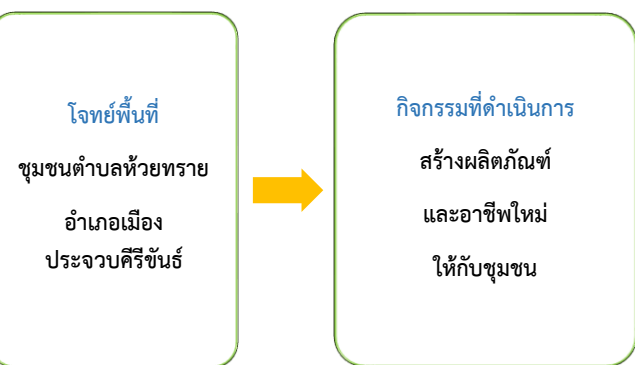 โจทย์พื้นที่
ชุมชนตำบลห้วยทราย
อำเภอเมือง
ประจวบคีรีขันธ์
กิจกรรมที่ดำเนินการ
สร้างผลิตภัณฑ์
และอาชีพใหม่
ให้กับชุมชน